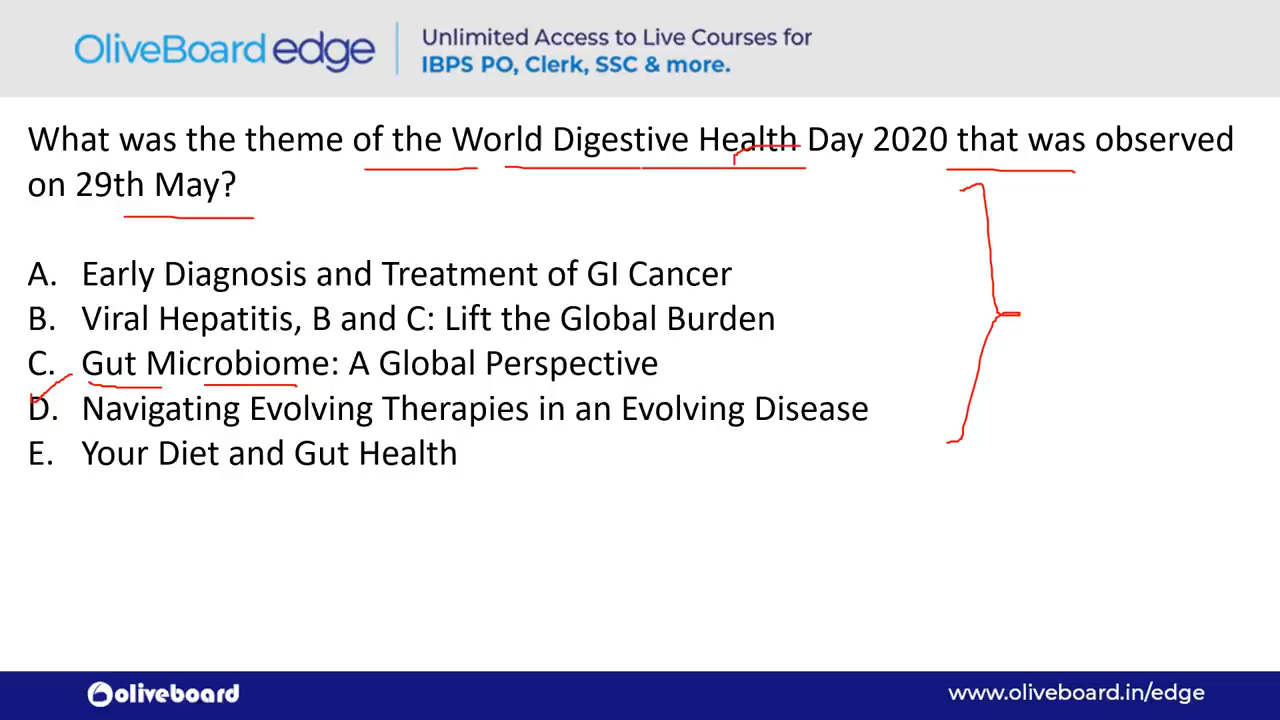 OliveBoard edge
Unlimited Access to Live Courses for
IBPS PO, Clerk, SSC & more.
What was the theme of the World Digestive Health Day 2020 that was observed
on 29th May?
A. Early Diagnosis and Treatment of GI Cancer
B. Viral Hepatitis, B and C: Lift the Global Burden
C. Gut Microbiome: A Global Perspective
D. Navigating Evolving Therapies in an Evolving Disease
E. Your Diet and Gut Health
oliveboard
www.oliveboard.in/edge